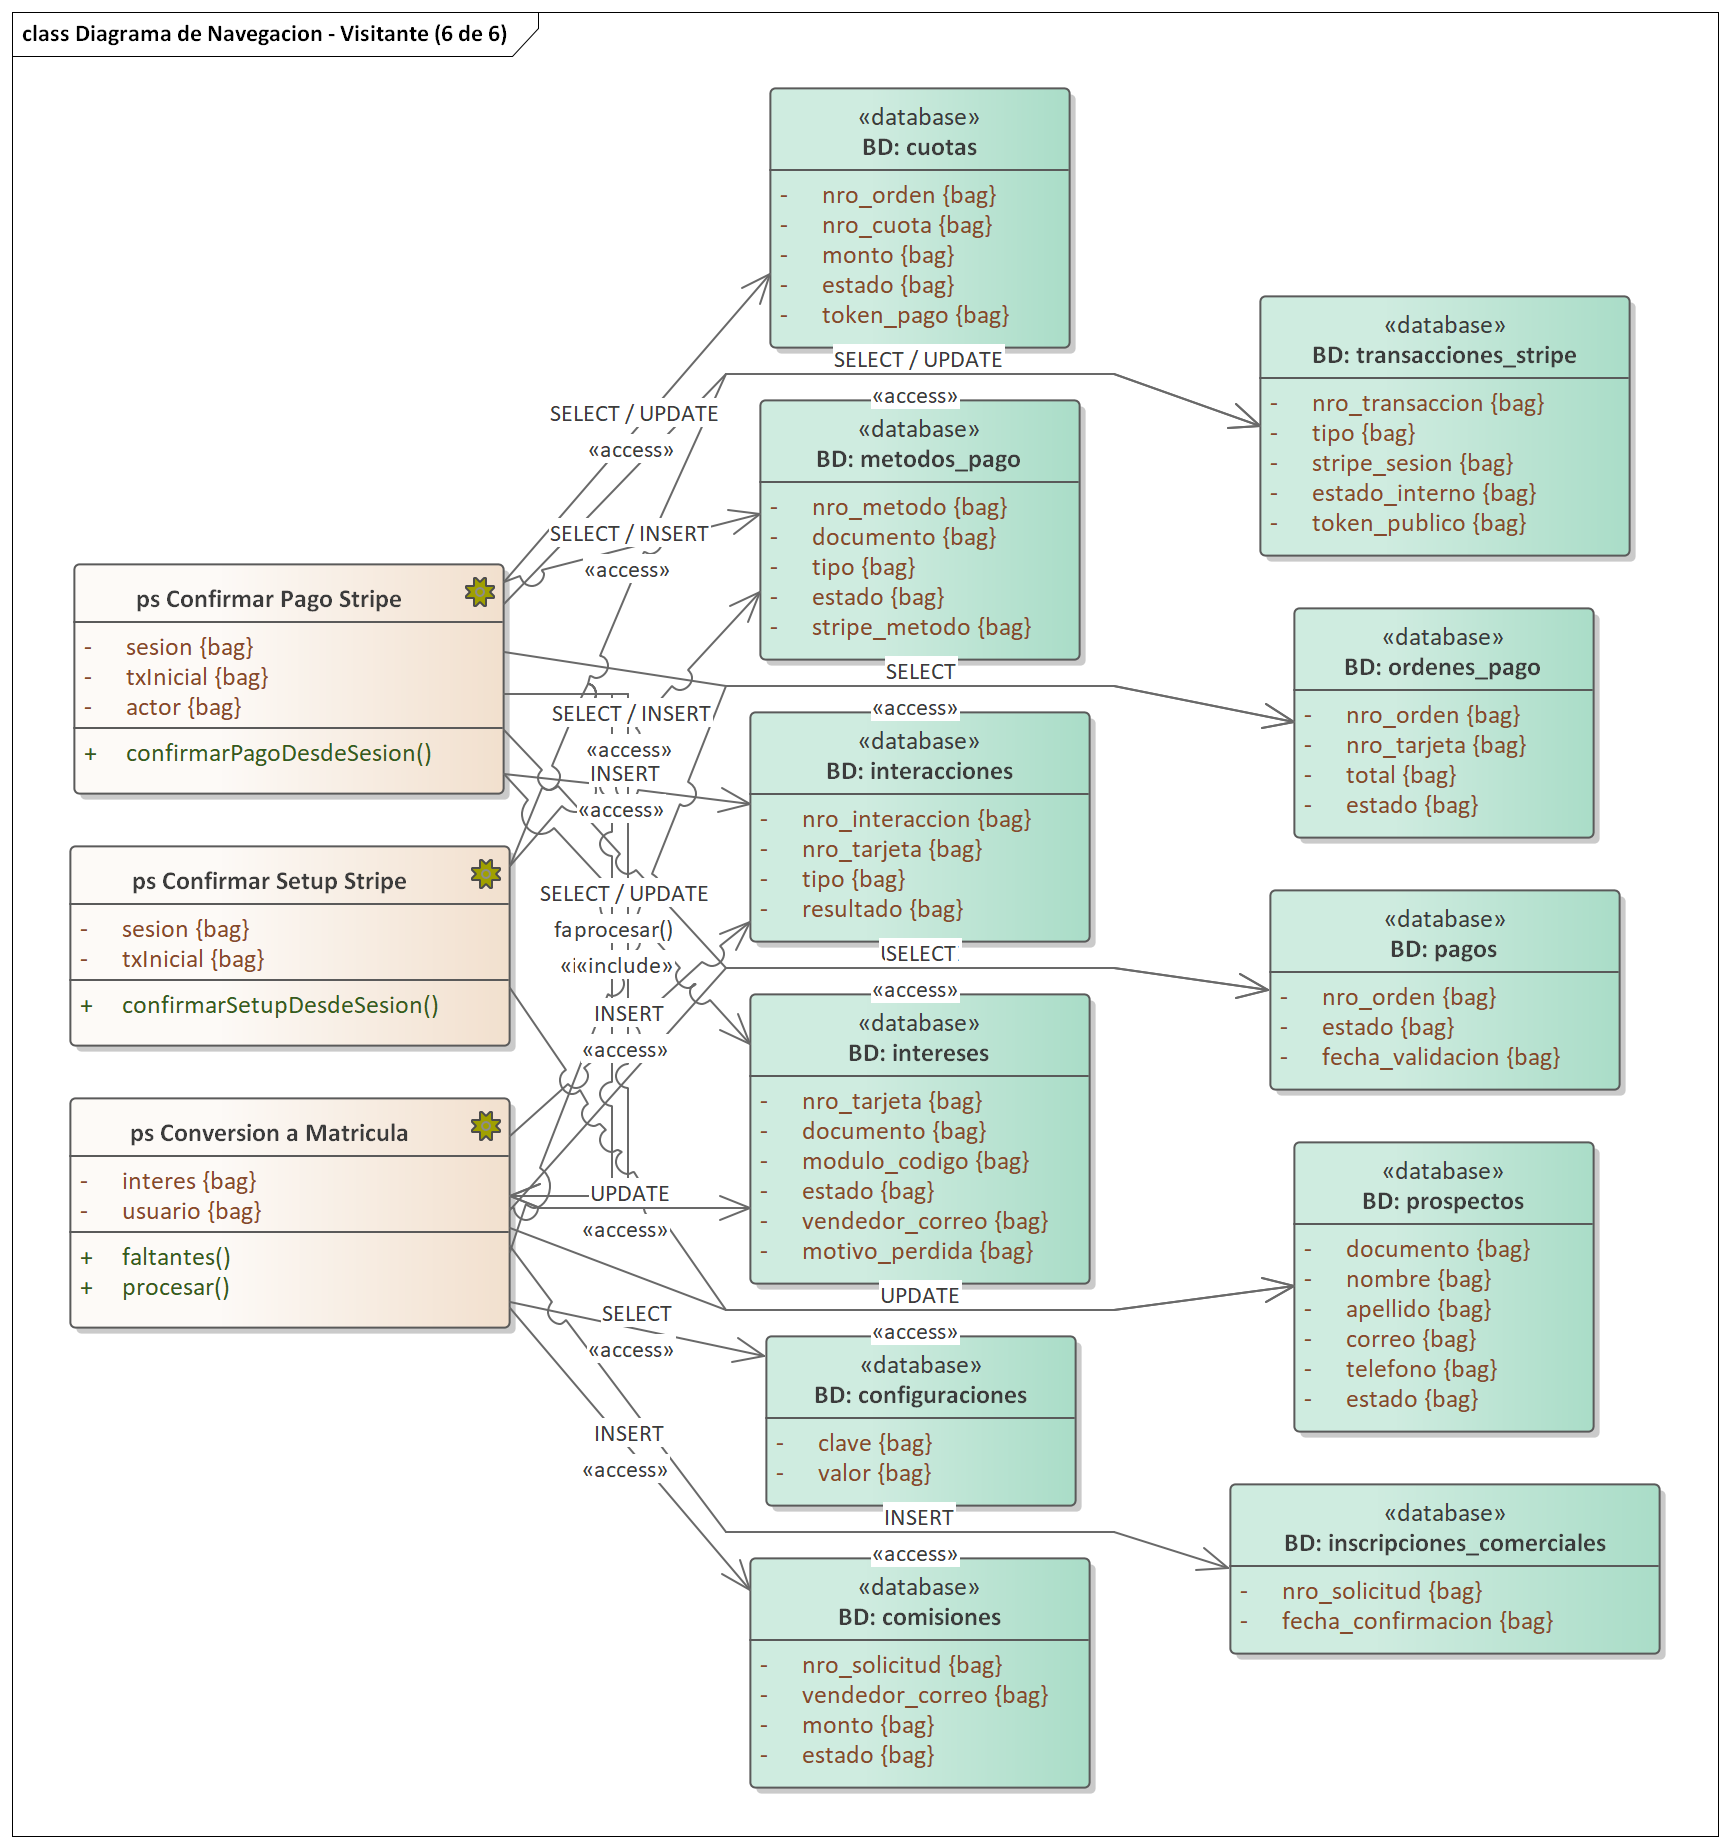 class Diagrama de Navegacion - Visitante (6 de 6)
«database»
BD: cuotas
- nro_orden {bag}
- nro_cuota {bag}
- monto {bag}
- estado {bag}
- token_pago {bag}
SELECT / UPDATE
«access»
«database»
BD: transacciones_stripe
- nro_transaccion {bag}
- tipo {bag}
- stripe_sesion {bag}
- estado_interno {bag}
- token_publico {bag}
SELECT / UPDATE
«access»
«database»
BD: metodos_pago
- nro_metodo {bag}
- documento {bag}
- tipo {bag}
- estado {bag}
- stripe_metodo {bag}
SELECT / INSERT
«access»
ps Confirmar Pago Stripe
- sesion {bag}
- txInicial {bag}
- actor {bag}
+ confirmarPagoDesdeSesion()
«database»
BD: ordenes_pago
- nro_orden {bag}
- nro_tarjeta {bag}
- total {bag}
- estado {bag}
SELECT
«access»
SELECT / INSERT
«access»
INSERT
«access»
«database»
BD: interacciones
- nro_interaccion {bag}
- nro_tarjeta {bag}
- tipo {bag}
- resultado {bag}
ps Confirmar Setup Stripe
- sesion {bag}
- txInicial {bag}
+ confirmarSetupDesdeSesion()
SELECT / UPDATE
procesar()
«include»
INSERT
«access»
SELECT
«access»
«database»
BD: pagos
- nro_orden {bag}
- estado {bag}
- fecha_validacion {bag}
«database»
BD: intereses
- nro_tarjeta {bag}
- documento {bag}
- modulo_codigo {bag}
- estado {bag}
- vendedor_correo {bag}
- motivo_perdida {bag}
ps Conversion a Matricula
- interes {bag}
- usuario {bag}
+ faltantes()
+ procesar()
UPDATE
«access»
«database»
BD: prospectos
- documento {bag}
- nombre {bag}
- apellido {bag}
- correo {bag}
- telefono {bag}
- estado {bag}
UPDATE
«access»
SELECT
«access»
«database»
BD: configuraciones
- clave {bag}
- valor {bag}
INSERT
«access»
INSERT
«access»
«database»
BD: inscripciones_comerciales
- nro_solicitud {bag}
- fecha_confirmacion {bag}
«database»
BD: comisiones
- nro_solicitud {bag}
- vendedor_correo {bag}
- monto {bag}
- estado {bag}